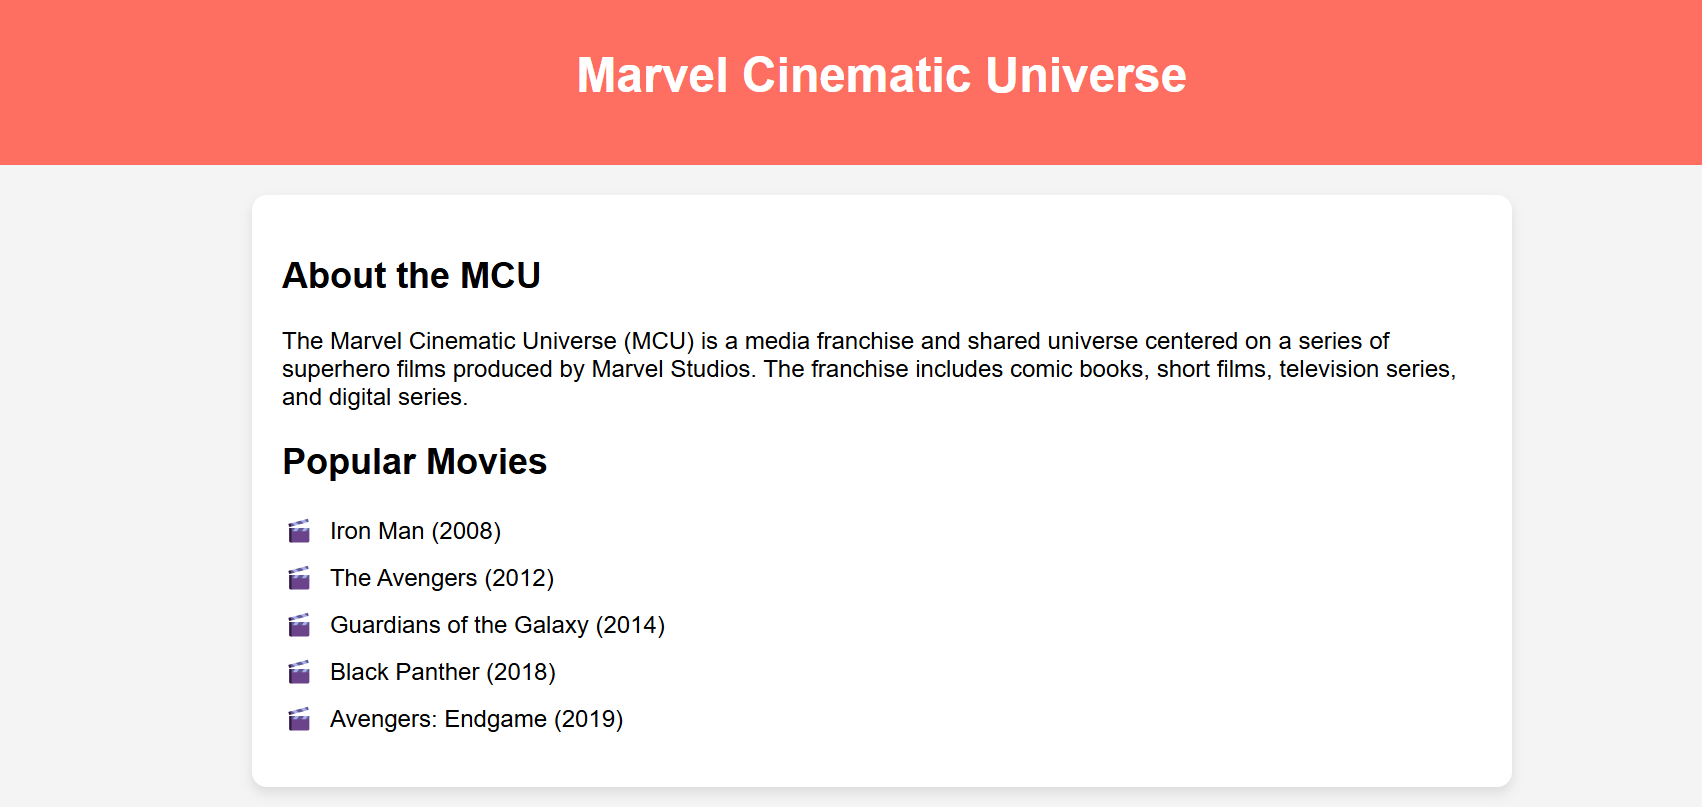 Marvel Cinematic Universe
About the MCU
The Marvel Cinematic Universe (MCU) is a media franchise and shared universe centered on a series of
superhero films produced by Marvel Studios. The franchise includes comic books, short films, television series,
and digital series.
Popular Movies
Iron Man (2008)
The Avengers (2012)
Guardians of the Galaxy (2014)
Black Panther (2018)
Avengers: Endgame (2019)